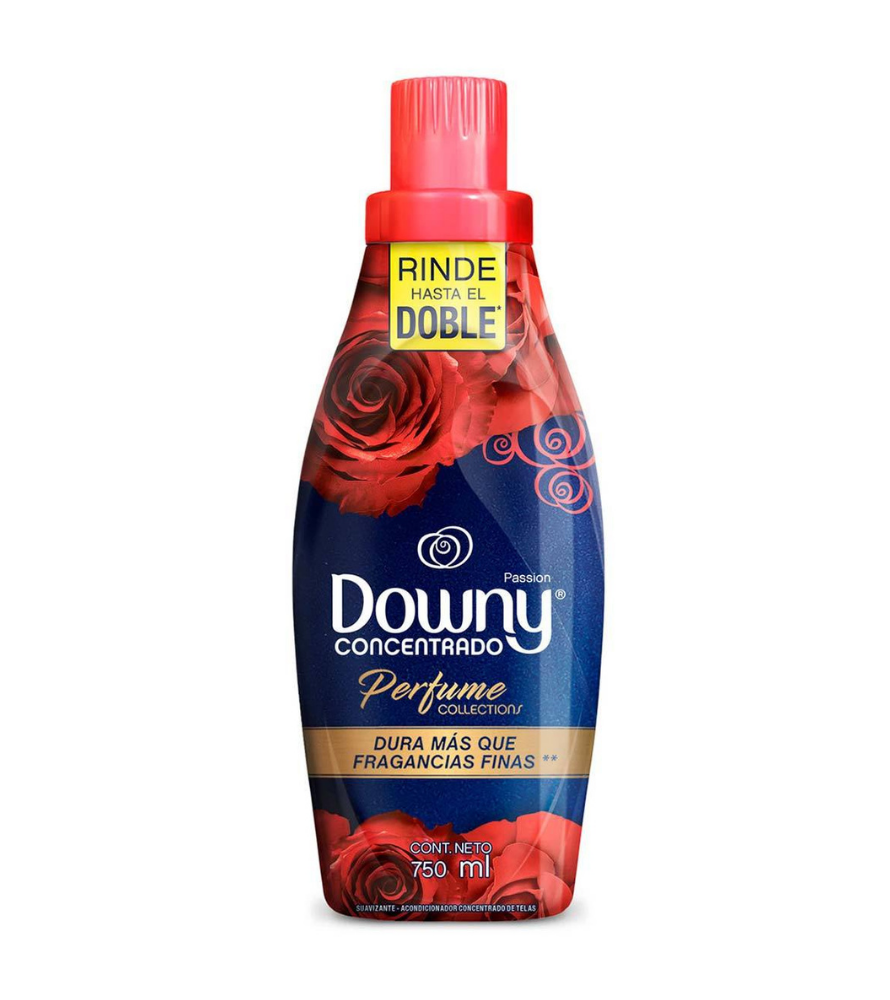 RINDE
HASTA EL
DOBLE*
Passion
Downy®
CONCENTRADO
Perfume
COLLECTIONS
DURA MÁS QUE
FRAGANCIAS FINAS **
CONT. NETO
750 ml
SUAVIZANTE - ACONDICIONADOR CONCENTRADO DE TELAS